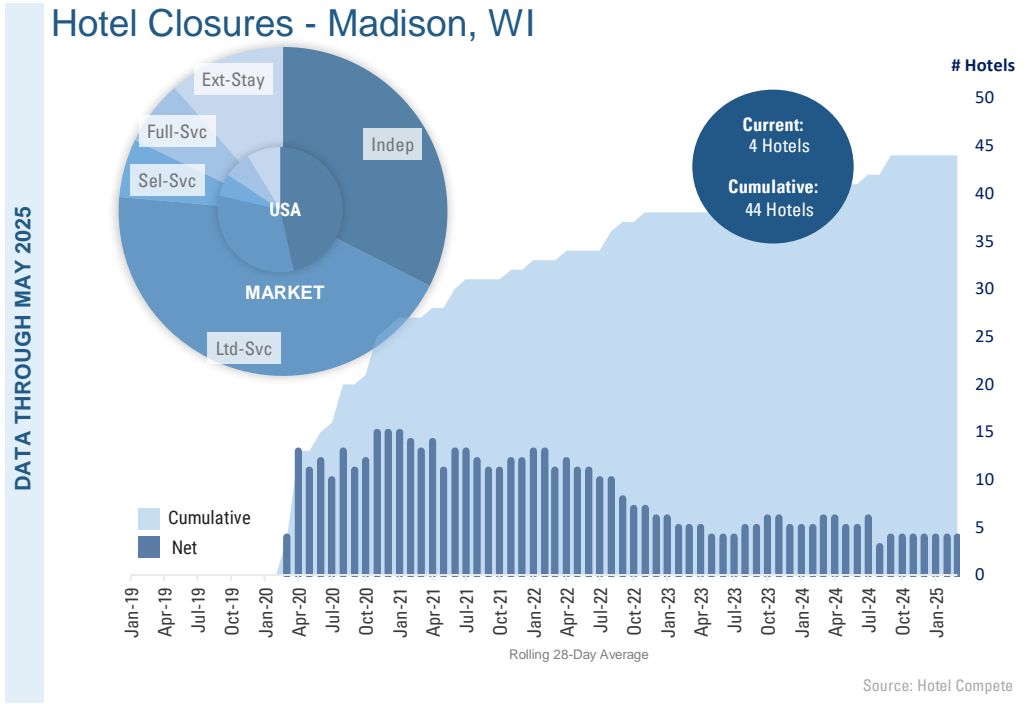 Hotel Closures - Madison, WI
DATA THROUGH MAY 2025
Ext-Stay
Full-Svc
Sel-Svc
Indep
USA
MARKET
Ltd-Svc
Current:
4 Hotels
Cumulative:
44 Hotels
# Hotels
50
45
40
35
30
25
20
15
10
5
0
Cumulative
Net
Jan-19
Apr-19
Jul-19
Oct-19
Jan-20
Apr-20
Jul-20
Oct-20
Jan-21
Apr-21
Jul-21
Oct-21
Jan-22
Apr-22
Jul-22
Oct-22
Jan-23
Apr-23
Jul-23
Oct-23
Jan-24
Apr-24
Jul-24
Oct-24
Jan-25
Rolling 28-Day Average
Source: Hotel Compete